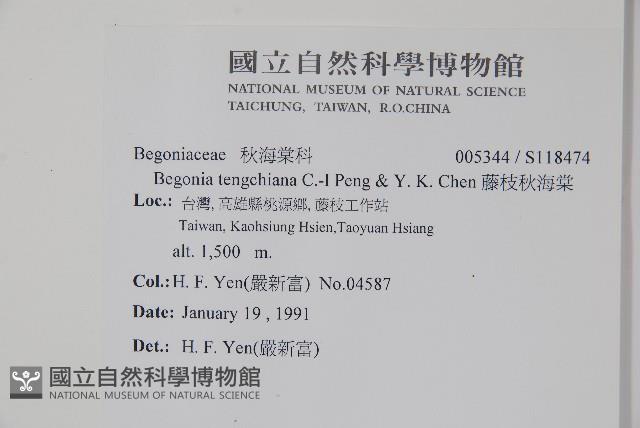 國立自然科學博物館
NATIONAL MUSEUM OF NATURAL SCIENCE
TAICHUNG, TAIWAN, R.O.CHINA
Begoniaceae 秋海棠科 005344 / S118474
Begonia tengchiana C.-I Peng & Y. K. Chen 藤枝秋海棠
Loc.: 台灣, 高雄縣桃源鄉, 藤枝工作站
Taiwan, Kaohsiung Hsien,Taoyuan Hsiang
alt. 1,500 m.
Col.: H. F. Yen(嚴新富) No.04587
Date: January 19 , 1991
Det.: H. F. Yen(嚴新富)
國立自然科學博物館
NATIONAL MUSEUM OF NATURAL SCIENCE